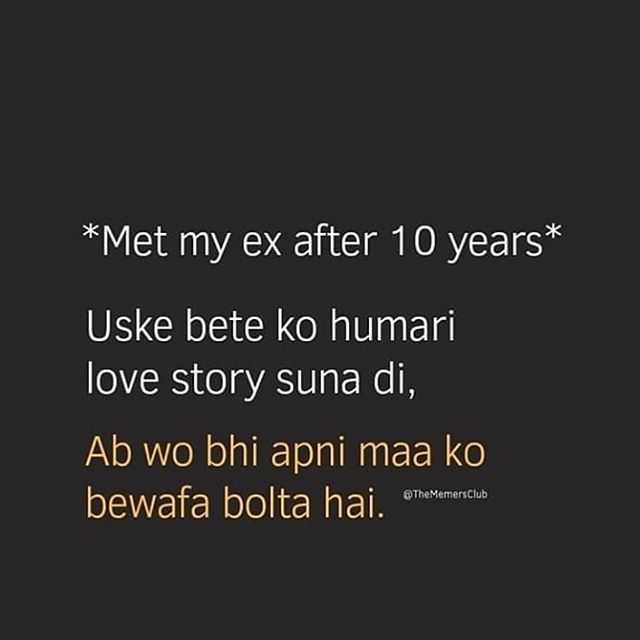 *Met my ex after 10 years*
Uske bete ko humari
love story suna di,
Ab wo bhi apni maa ko
bewafa bolta hai. @TheMemersClub